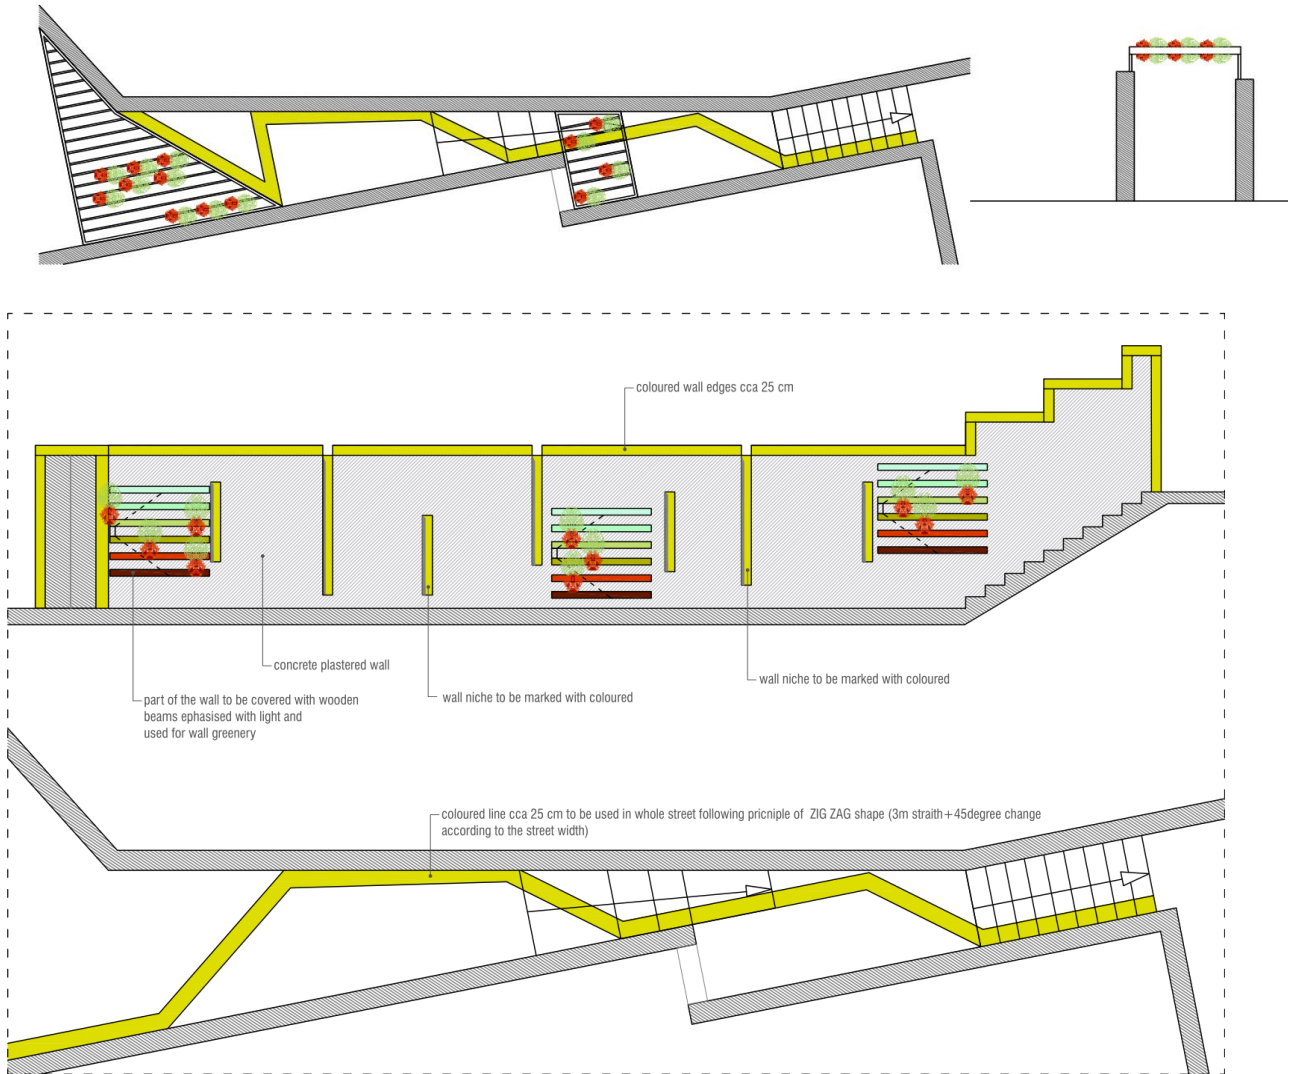 coloured wall edges cca 25 cm
concrete plastered wall
part of the wall to be covered with wooden
beams ephasised with light and
used for wall greenery
wall niche to be marked with coloured
wall niche to be marked with coloured
coloured line cca 25 cm to be used in whole street following pricniple of ZIG ZAG shape (3m straith+45degree change
according to the street width)